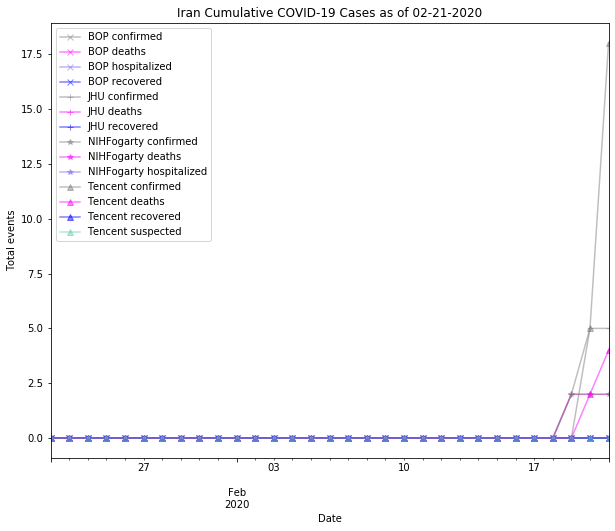 Iran Cumulative COVID-19 Cases as of 02-21-2020
BOP confirmed
BOP deaths
BOP hospitalized
BOP recovered
JHU confirmed
JHU deaths
JHU recovered
NIHFogarty confirmed
NIHFogarty deaths
NIHFogarty hospitalized
Tencent confirmed
Tencent deaths
Tencent recovered
Tencent suspected
Total events
17.5
15.0
12.5
10.0
7.5
5.0
2.5
0.0
27
03
10
17
Feb
2020
Date